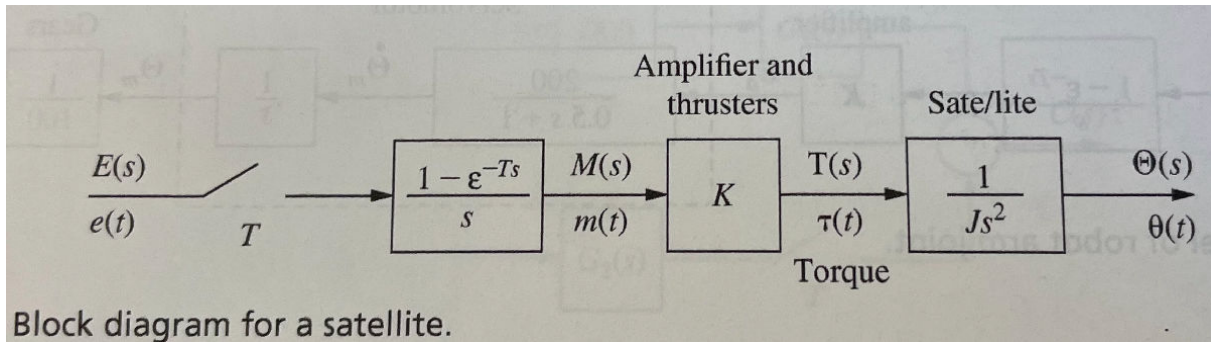 Amplifier and
thrusters
Sate/lite
E(s)
e(t)
T
1 − ε^−Ts
s
M(s)
m(t)
K
T(s)
τ(t)
Torque
1
Js²
Θ(s)
θ(t)
Block diagram for a satellite.